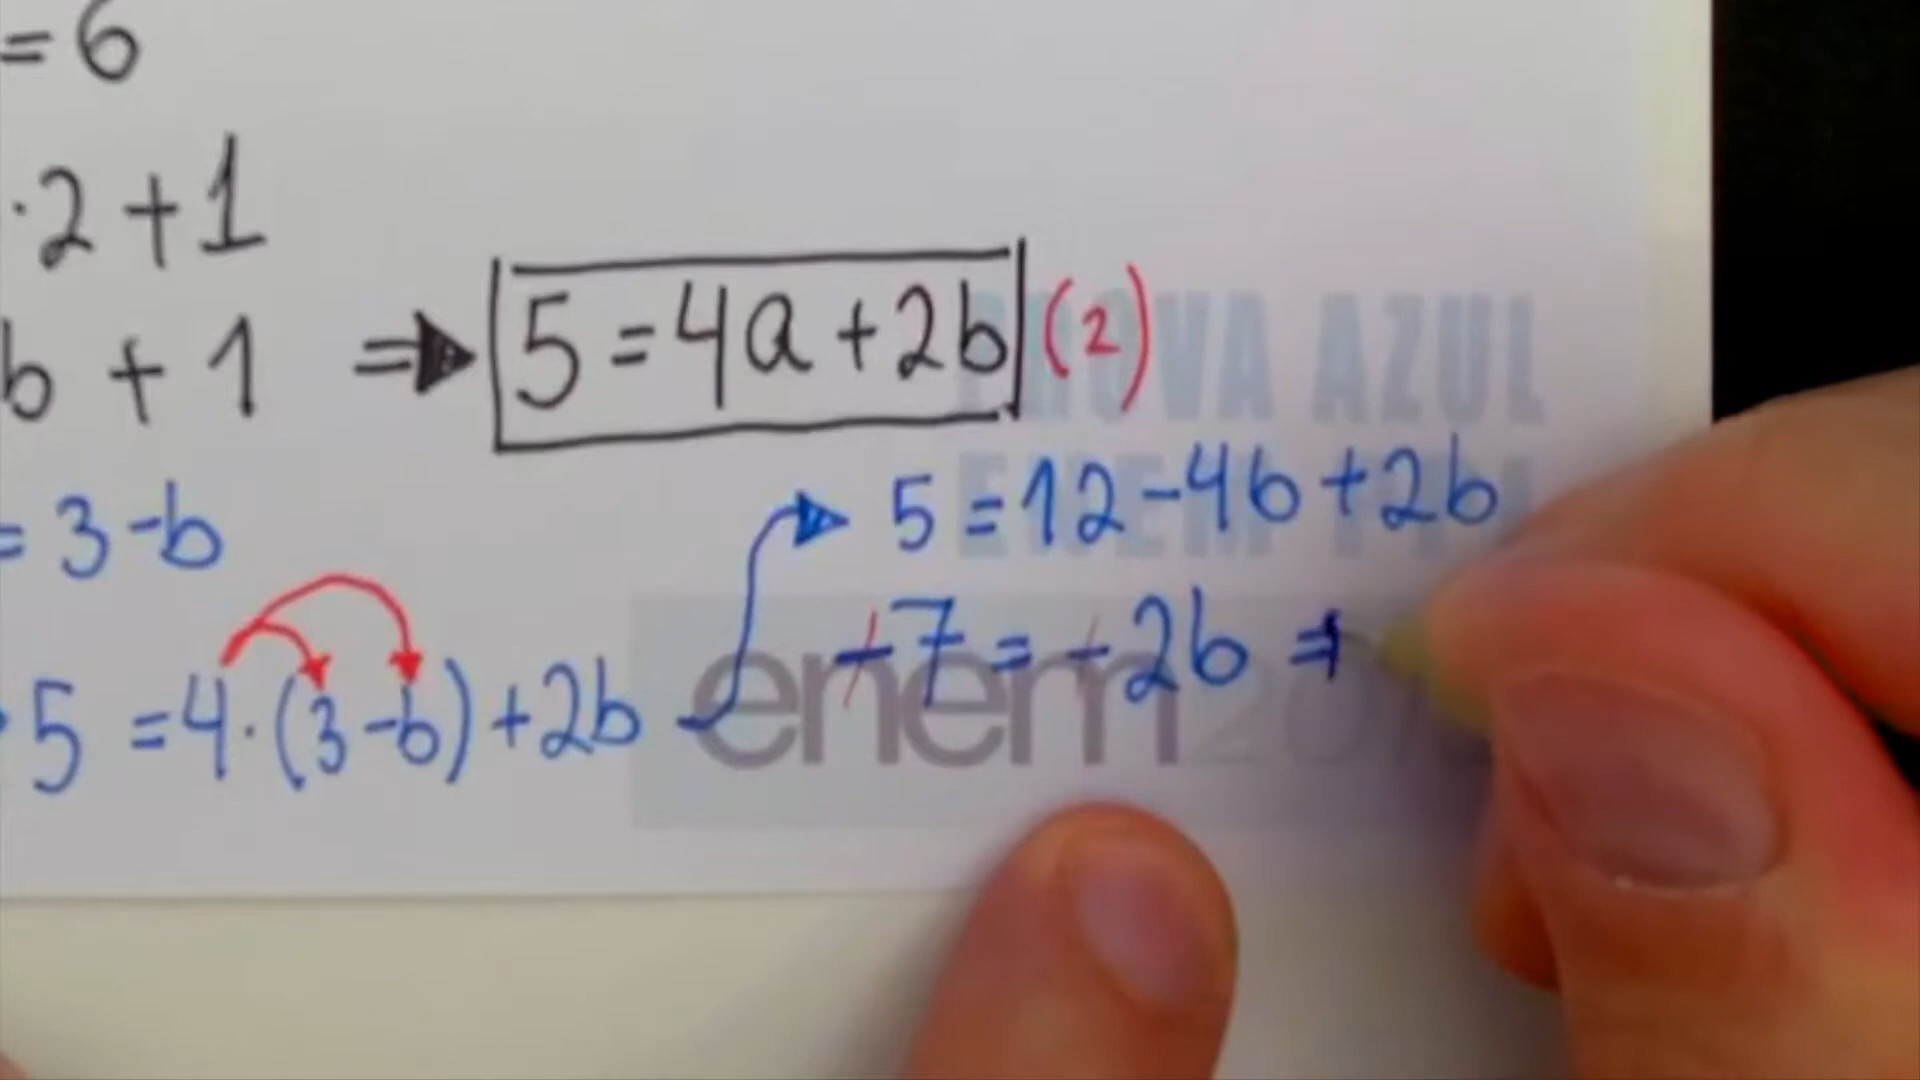 = 6
·2 + 1
b + 1 ⇒ 5 = 4a + 2b (2)
AZUL
= 3 - b
5 = 12 - 4b + 2b
-7 = -2b ⇒
5 = 4·(3-b) + 2b
enem